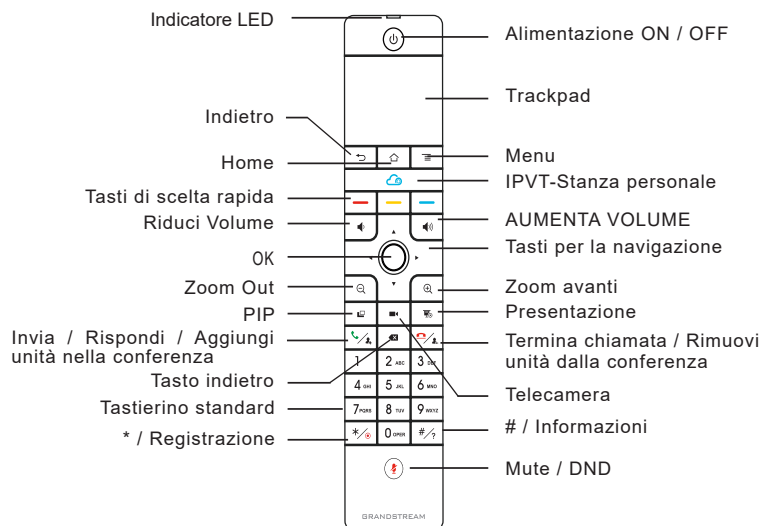 Indicatore LED
Alimentazione ON / OFF
Trackpad
Indietro
Home
Menu
IPVT-Stanza personale
Tasti di scelta rapida
Riduci Volume
AUMENTA VOLUME
Tasti per la navigazione
OK
Zoom Out
Zoom avanti
PIP
Presentazione
Invia / Rispondi / Aggiungi
unità nella conferenza
Termina chiamata / Rimuovi
unità dalla conferenza
Tasto indietro
Telecamera
Tastierino standard
* / Registrazione
# / Informazioni
Mute / DND
1 2 ABC 3 DEF
4 GHI 5 JKL 6 MNO
7 PQRS 8 TUV 9 WXYZ
* 0 OPER # / ?
GRANDSTREAM